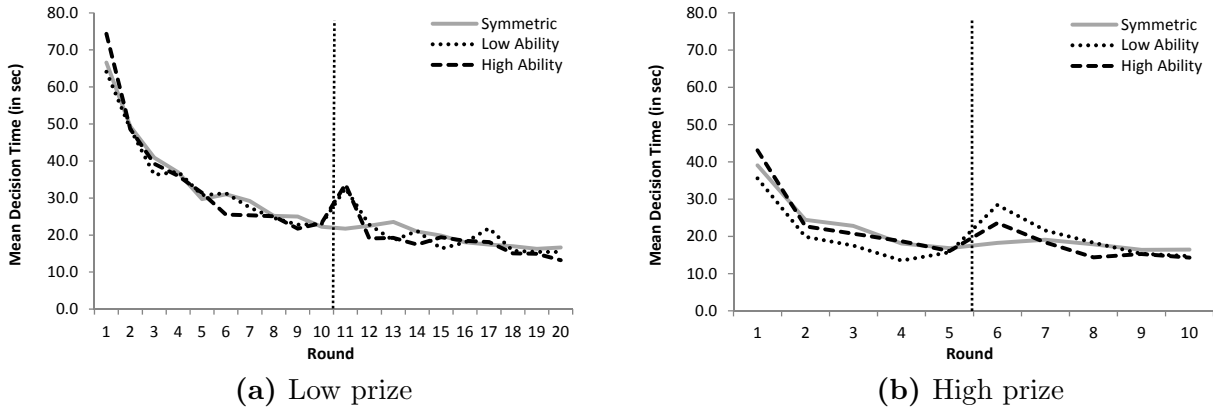 80.0
70.0
60.0
50.0
40.0
30.0
20.0
10.0
0.0
Mean Decision Time (in sec)
Symmetric
Low Ability
High Ability
1 2 3 4 5 6 7 8 9 10 11 12 13 14 15 16 17 18 19 20
Round
(a) Low prize
80.0
70.0
60.0
50.0
40.0
30.0
20.0
10.0
0.0
Mean Decision Time (in sec)
Symmetric
Low Ability
High Ability
1 2 3 4 5 6 7 8 9 10
Round
(b) High prize